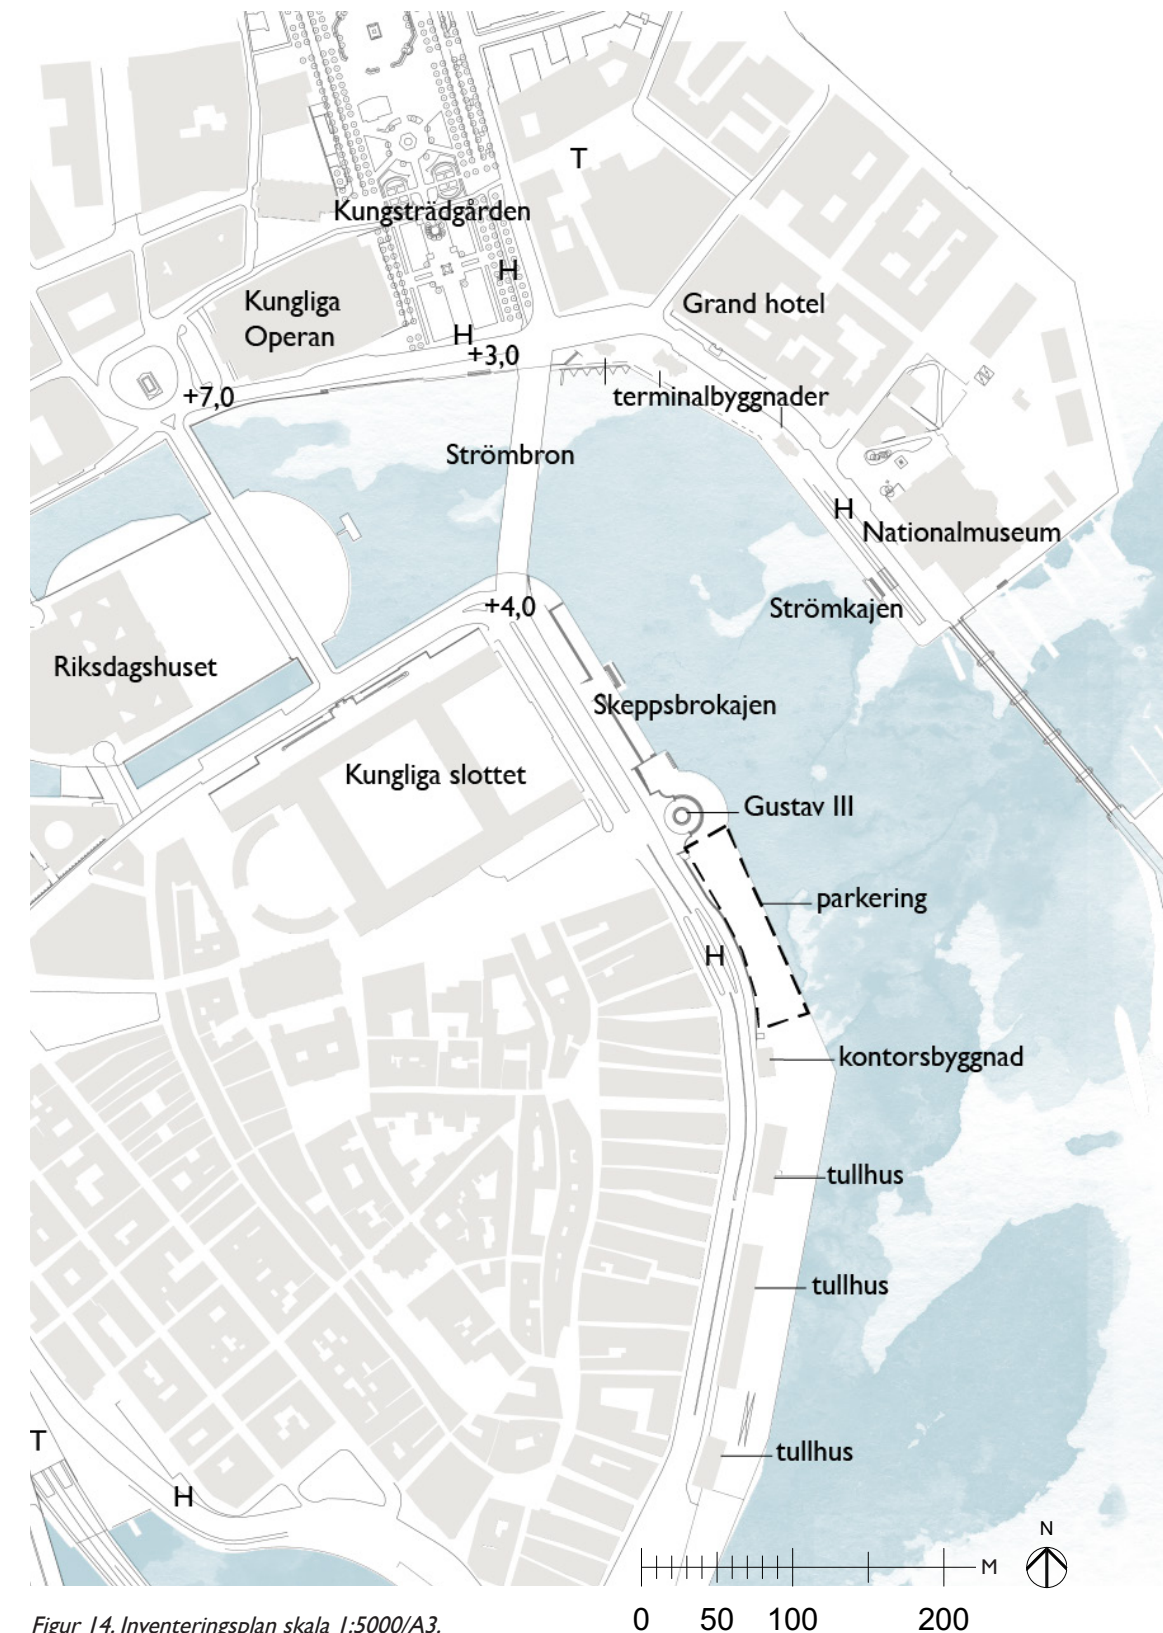 T
Kungsträdgården
H
Kungliga
Operan
Grand hotel
H
+3,0
+7,0
terminalbyggnader
Strömbron
H
Nationalmuseum
+4,0
Strömkajen
Riksdagshuset
Skeppsbrokajen
Kungliga slottet
Gustav III
parkering
H
kontorsbyggnad
tullhus
tullhus
T
tullhus
H
N
M
0 50 100 200
Figur 14. Inventeringsplan skala 1:5000/A3.